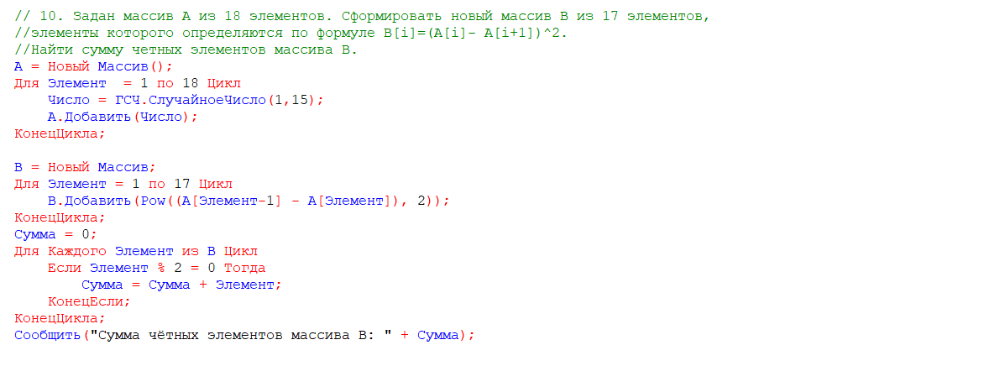 // 10. Задан массив А из 18 элементов. Сформировать новый массив В из 17 элементов,
//элементы которого определяются по формуле B[i]=(A[i]- A[i+1])^2.
//Найти сумму четных элементов массива В.
А = Новый Массив();
Для Элемент  = 1 по 18 Цикл
    Число = ГСЧ.СлучайноеЧисло(1,15);
    А.Добавить(Число);
КонецЦикла;

В = Новый Массив;
Для Элемент = 1 по 17 Цикл
    В.Добавить(Pow((А[Элемент-1] - А[Элемент]), 2));
КонецЦикла;
Сумма = 0;
Для Каждого Элемент из В Цикл
    Если Элемент % 2 = 0 Тогда
        Сумма = Сумма + Элемент;
    КонецЕсли;
КонецЦикла;
Сообщить("Сумма чётных элементов массива В: " + Сумма);